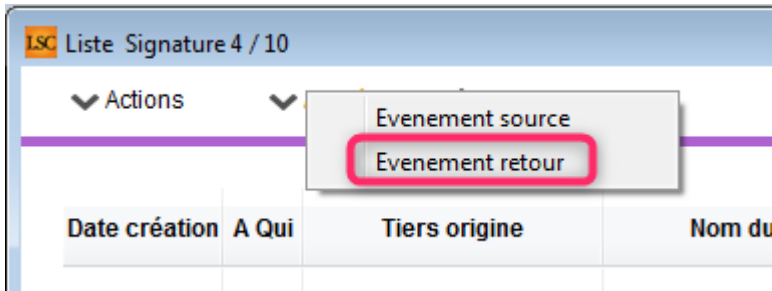 LSC Liste Signature 4 / 10
Actions
Evenement source
Evenement retour
Date création A Qui Tiers origine Nom du